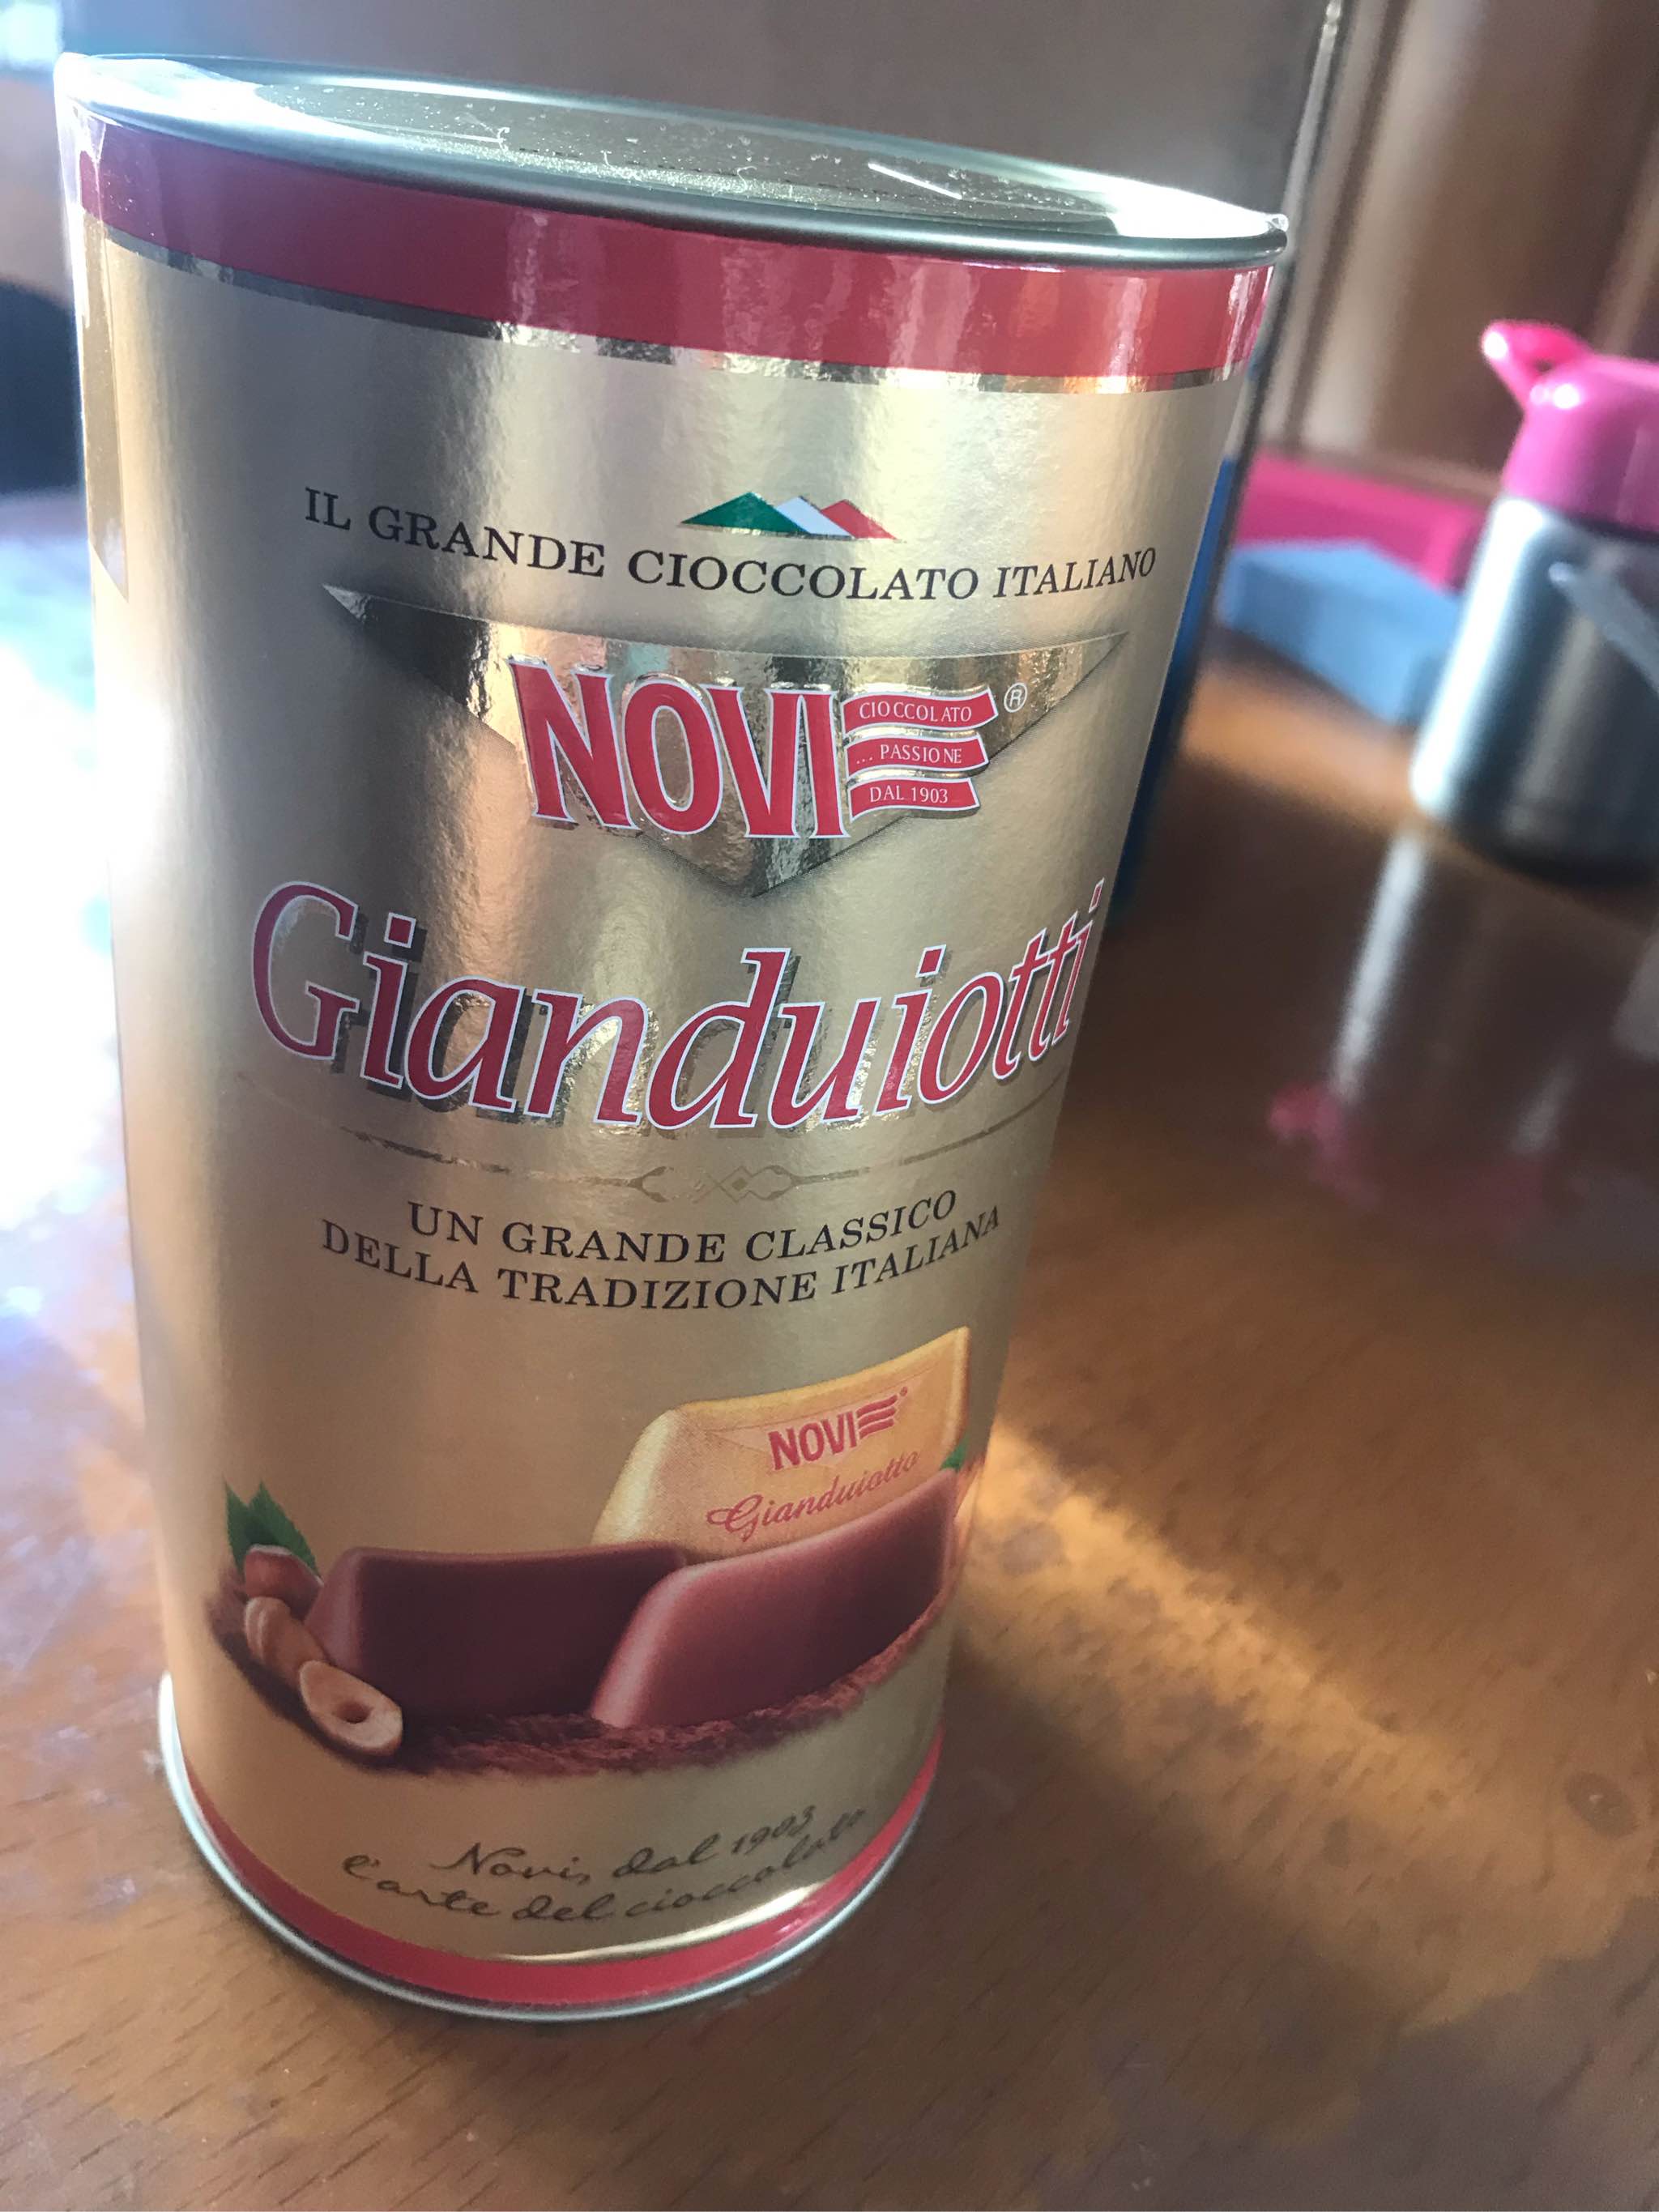 IL GRANDE CIOCCOLATO ITALIANO
NOVI
CIOCCOLATO
... PASSIONE
DAL 1903
®
Gianduiotti
UN GRANDE CLASSICO
DELLA TRADIZIONE ITALIANA
NOVI
Gianduiotto
Novi, dal 1903
l'arte del cioccolato